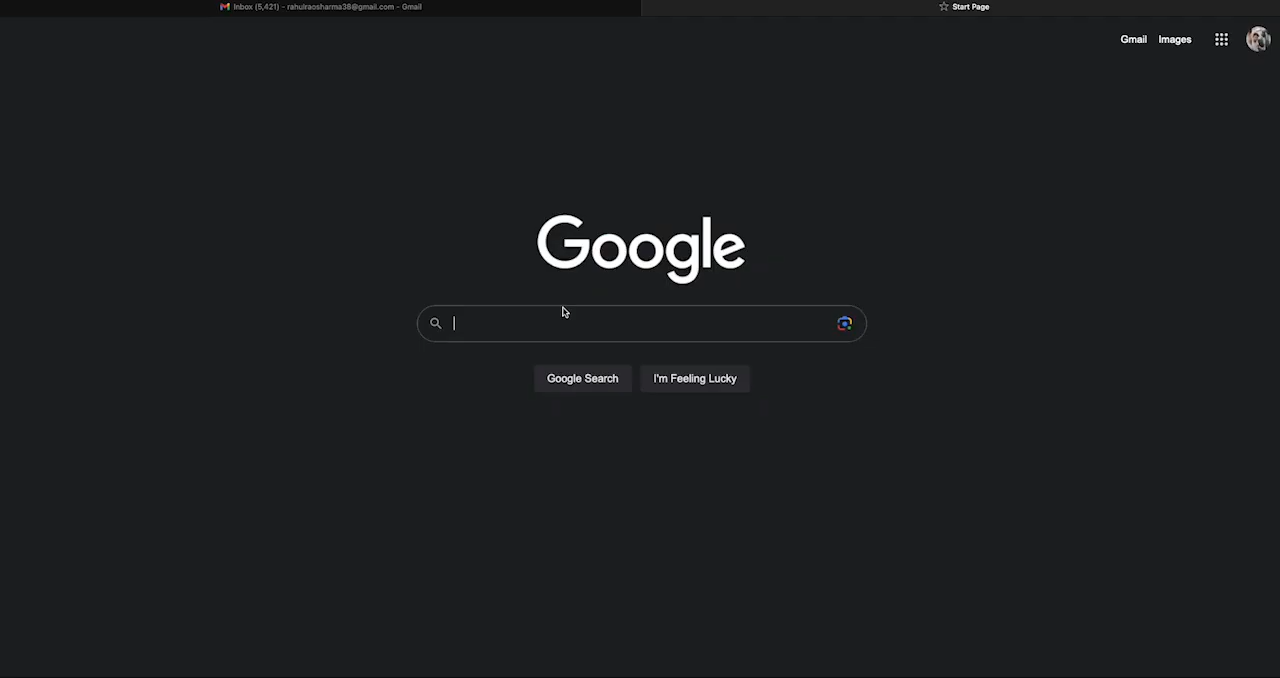 Inbox (5,421) - rahulraosharma38@gmail.com - Gmail
Start Page
Gmail Images
Google
Google Search I'm Feeling Lucky